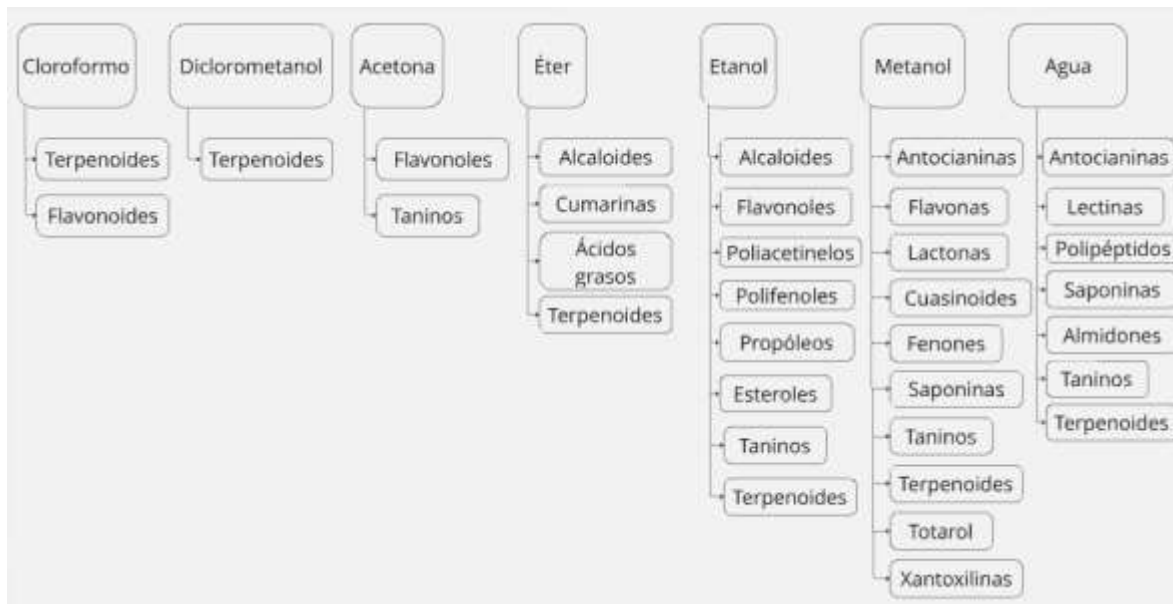 Cloroformo
Terpenoides
Flavonoides
Diclorometanol
Terpenoides
Acetona
Flavonoles
Taninos
Éter
Alcaloides
Cumarinas
Ácidos
grasos
Terpenoides
Etanol
Alcaloides
Flavonoles
Poliacetinelos
Polifenoles
Propóleos
Esteroles
Taninos
Terpenoides
Metanol
Antocianinas
Flavonas
Lactonas
Cuasinoides
Fenones
Saponinas
Taninos
Terpenoides
Totarol
Xantoxilinas
Agua
Antocianinas
Lectinas
Polipéptidos
Saponinas
Almidones
Taninos
Terpenoides